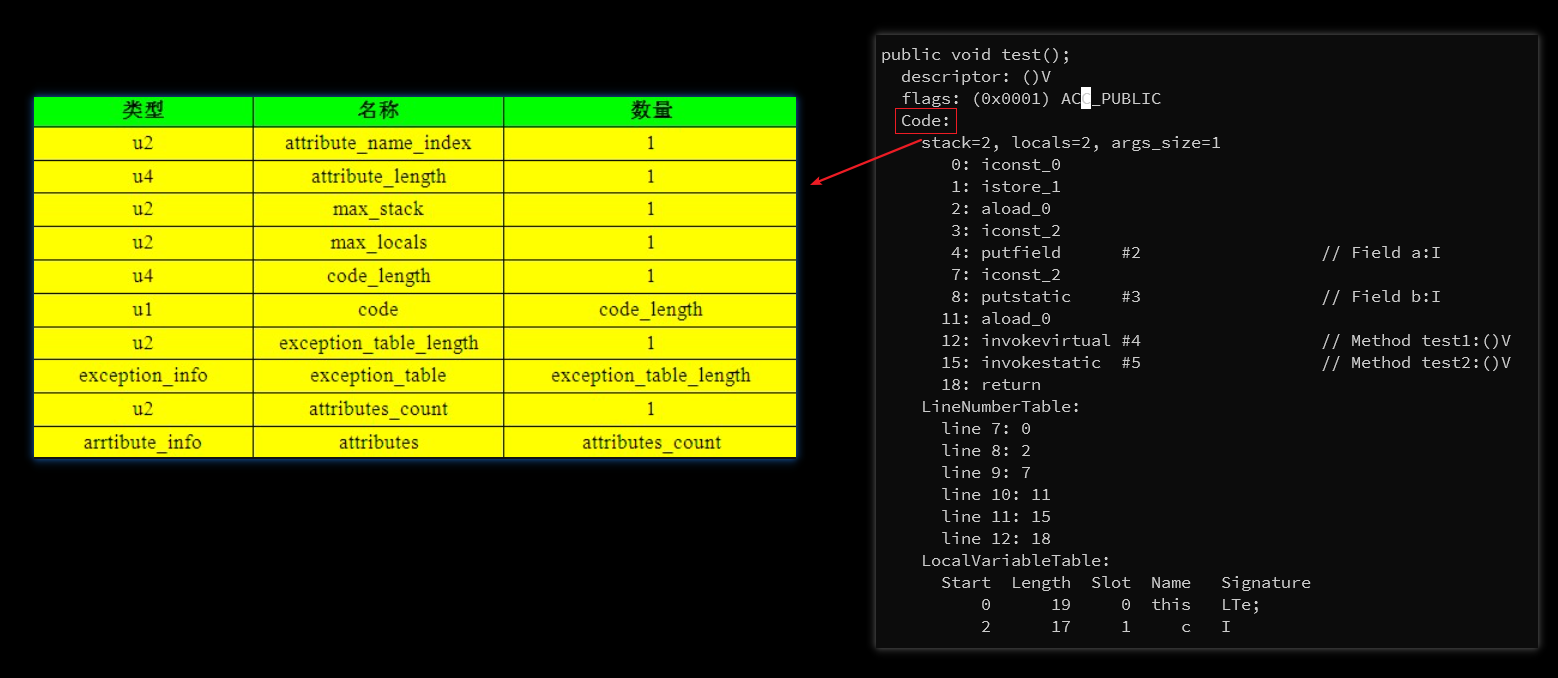 类型 名称 数量
u2 attribute_name_index 1
u4 attribute_length 1
u2 max_stack 1
u2 max_locals 1
u4 code_length 1
u1 code code_length
u2 exception_table_length 1
exception_info exception_table exception_table_length
u2 attributes_count 1
arrtibute_info attributes attributes_count
public void test();
descriptor: ()V
flags: (0x0001) ACC_PUBLIC
Code:
stack=2, locals=2, args_size=1
0: iconst_0
1: istore_1
2: aload_0
3: iconst_2
4: putfield #2 // Field a:I
7: iconst_2
8: putstatic #3 // Field b:I
11: aload_0
12: invokevirtual #4 // Method test1:()V
15: invokestatic #5 // Method test2:()V
18: return
LineNumberTable:
line 7: 0
line 8: 2
line 9: 7
line 10: 11
line 11: 15
line 12: 18
LocalVariableTable:
Start Length Slot Name Signature
0 19 0 this LTe;
2 17 1 c I